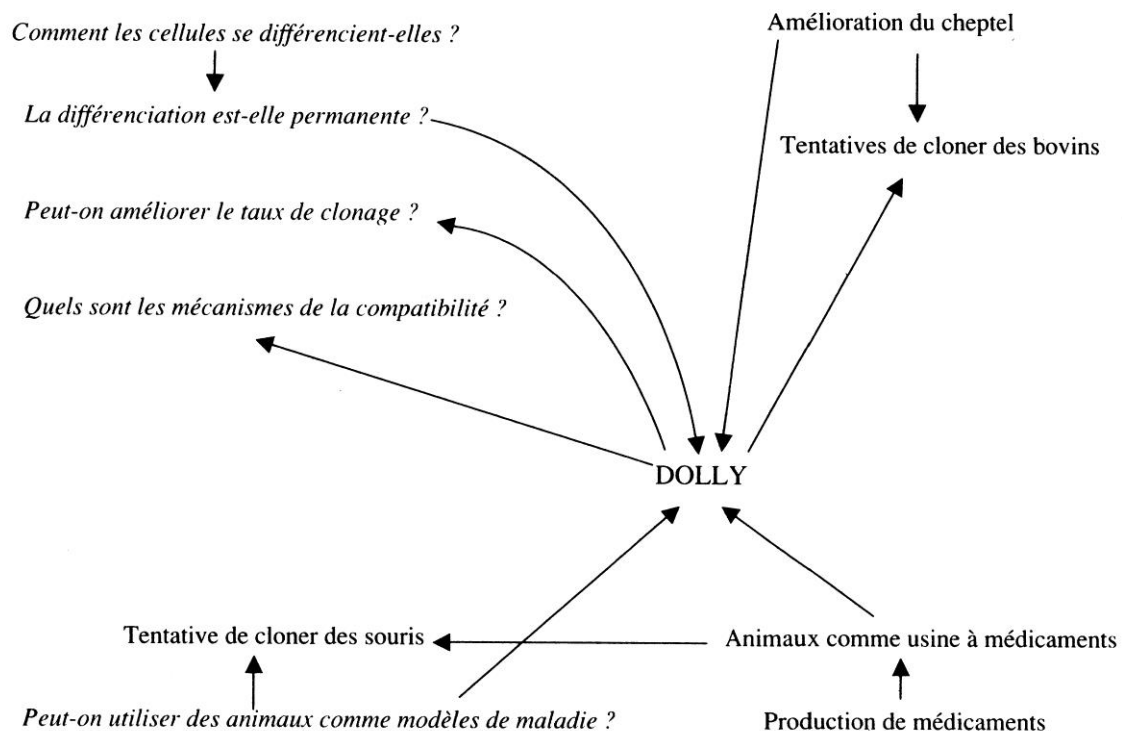 Comment les cellules se différencient-elles ?
Amélioration du cheptel
La différenciation est-elle permanente ?
Tentatives de cloner des bovins
Peut-on améliorer le taux de clonage ?
Quels sont les mécanismes de la compatibilité ?
DOLLY
Tentative de cloner des souris
Animaux comme usine à médicaments
Peut-on utiliser des animaux comme modèles de maladie ?
Production de médicaments